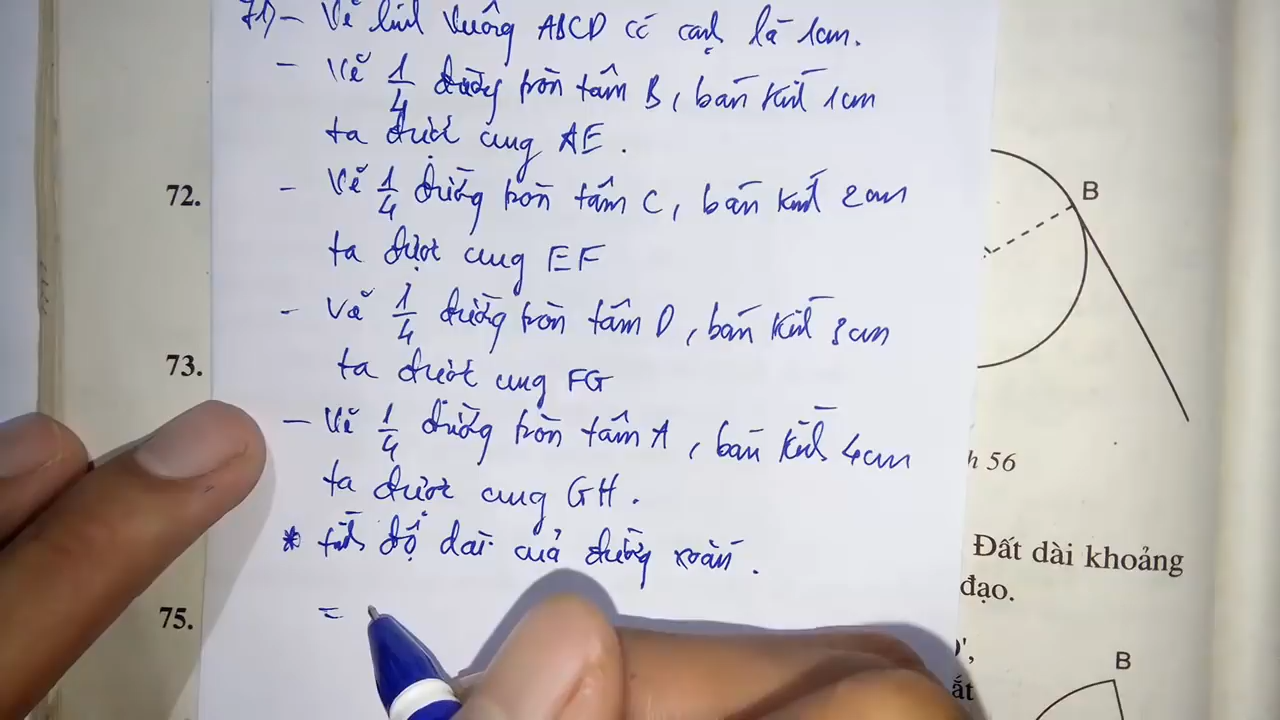 71) - Vẽ hình vuông ABCD có cạnh là 1cm.
- Vẽ 1/4 đường tròn tâm B, bán kính 1cm
ta được cung AE.
- Vẽ 1/4 đường tròn tâm C, bán kính 2cm
ta được cung EF
- Vẽ 1/4 đường tròn tâm D, bán kính 3cm
ta được cung FG
- Vẽ 1/4 đường tròn tâm A, bán kính 4cm
ta được cung GH.
* tính độ dài của đường xoắn.
=
72.
73.
75.
B
h 56
Đất dài khoảng
đạo.
B
',
ắt